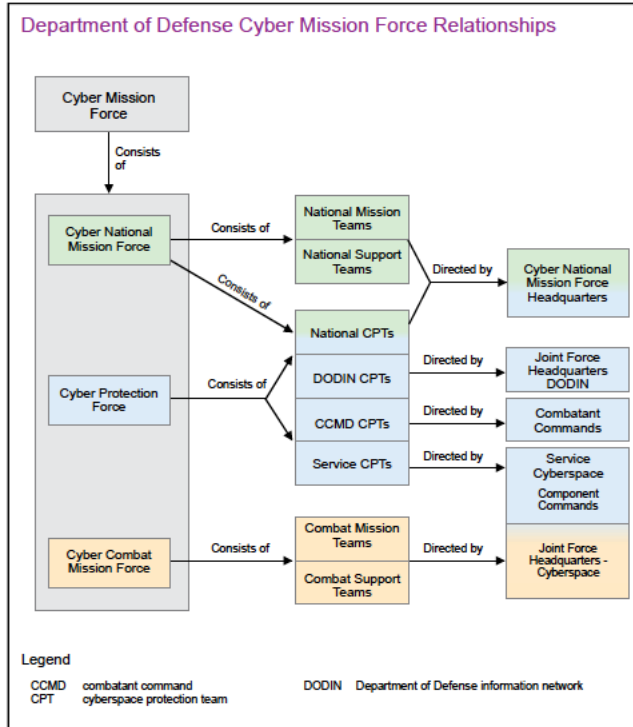 Department of Defense Cyber Mission Force Relationships
Cyber Mission
Force
Consists
of
Cyber National
Mission Force
Consists of
Consists of
National Mission
Teams
National Support
Teams
Directed by
Cyber National
Mission Force
Headquarters
National CPTs
Cyber Protection
Force
Consists of
DODIN CPTs
Directed by
Joint Force
Headquarters
DODIN
CCMD CPTs
Directed by
Combatant
Commands
Service CPTs
Directed by
Service
Cyberspace
Component
Commands
Cyber Combat
Mission Force
Consists of
Combat Mission
Teams
Combat Support
Teams
Directed by
Joint Force
Headquarters -
Cyberspace
Legend
CCMD combatant command
CPT cyberspace protection team
DODIN Department of Defense information network